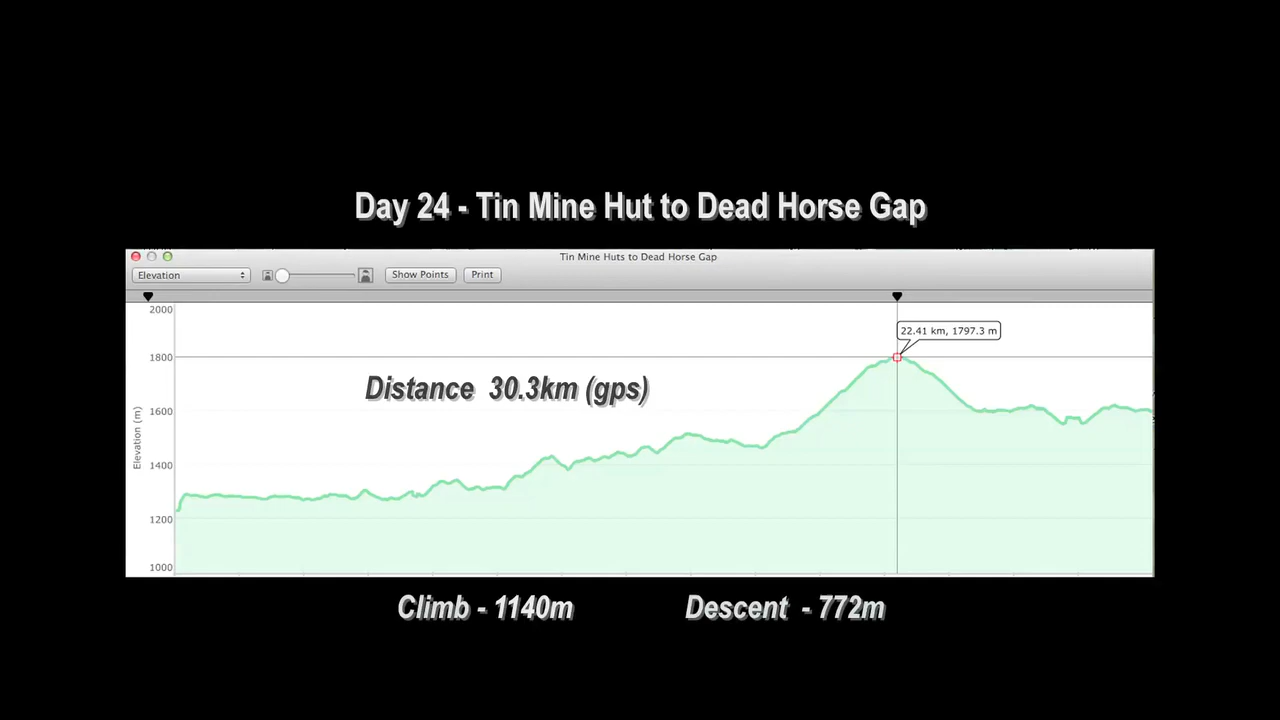 Day 24 - Tin Mine Hut to Dead Horse Gap
Tin Mine Huts to Dead Horse Gap
Elevation
Show Points
Print
2000
22.41 km, 1797.3 m
1800
Distance 30.3km (gps)
1600
Elevation (m)
1400
1200
1000
Climb - 1140m
Descent - 772m